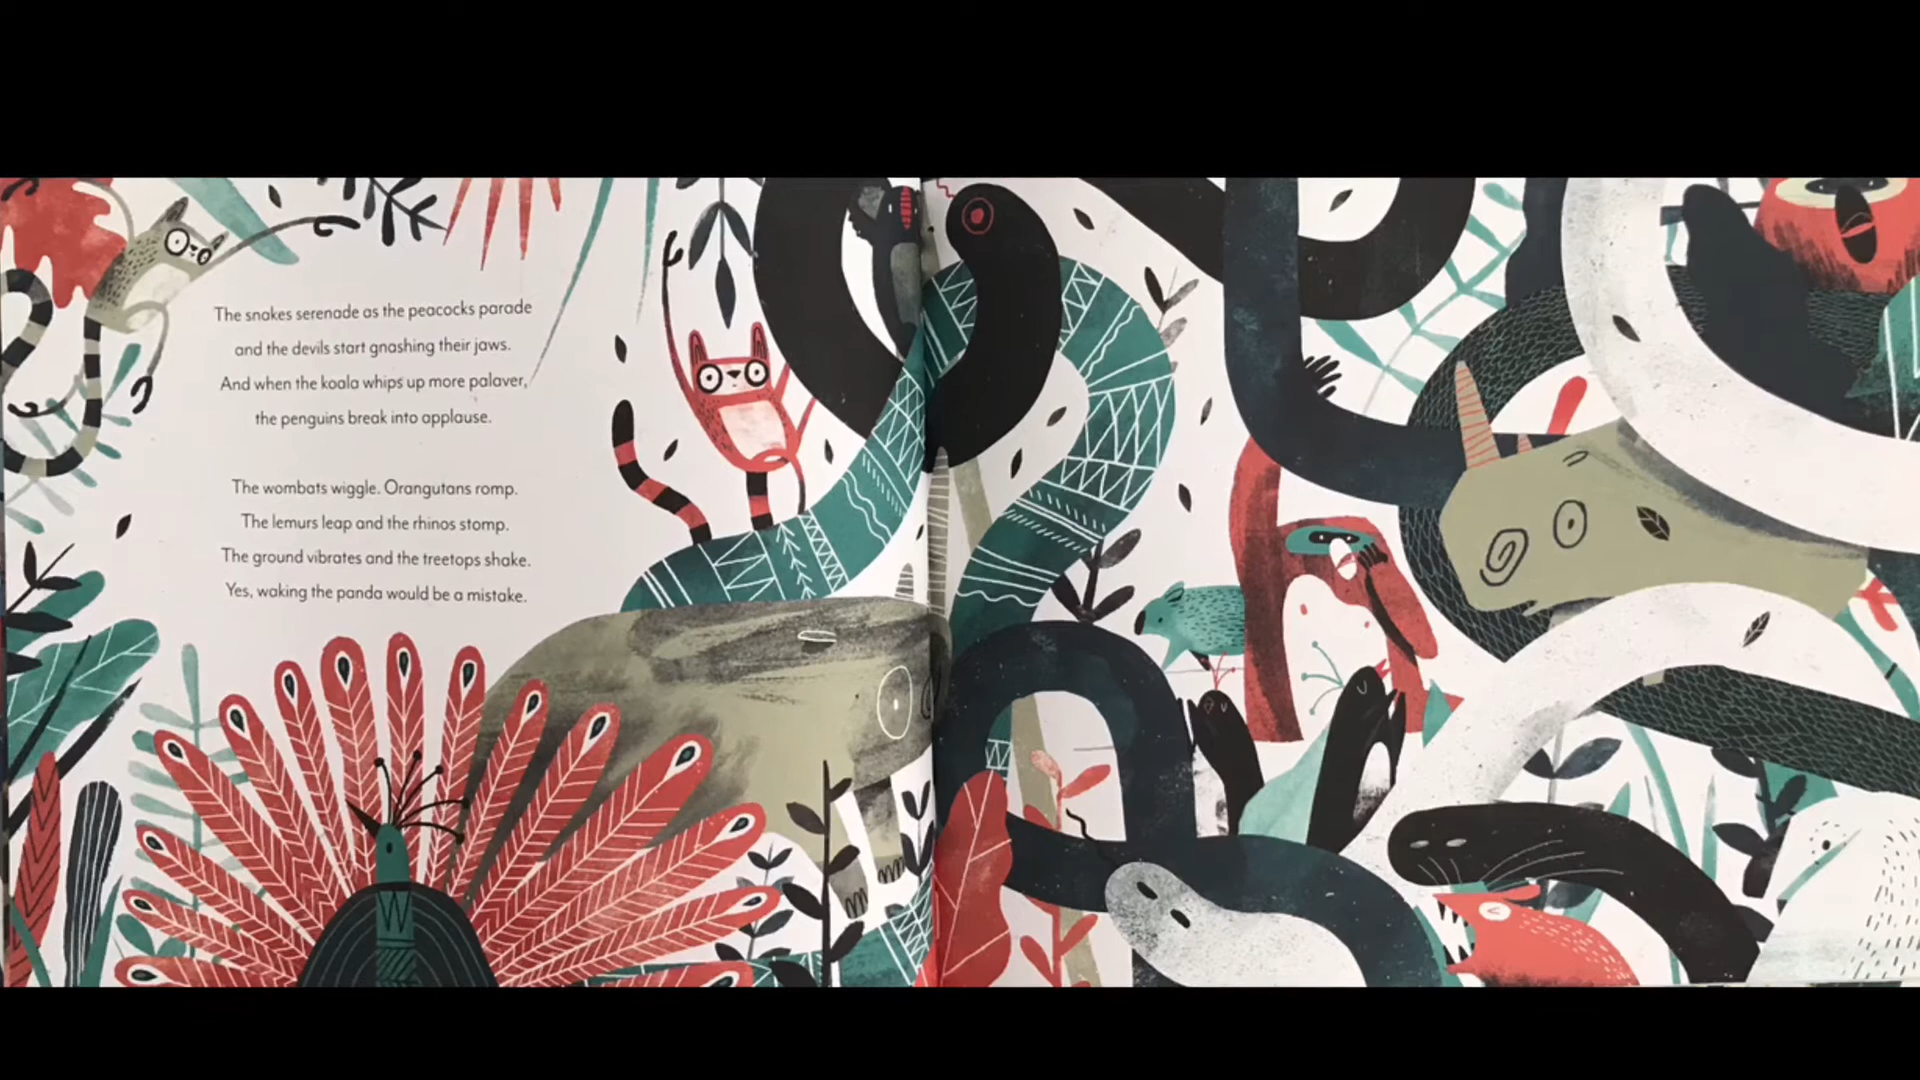 The snakes serenade as the peacocks parade
and the devils start gnashing their jaws.
And when the koala whips up more palaver,
the penguins break into applause.
The wombats wiggle. Orangutans romp.
The lemurs leap and the rhinos stomp.
The ground vibrates and the treetops shake.
Yes, waking the panda would be a mistake.